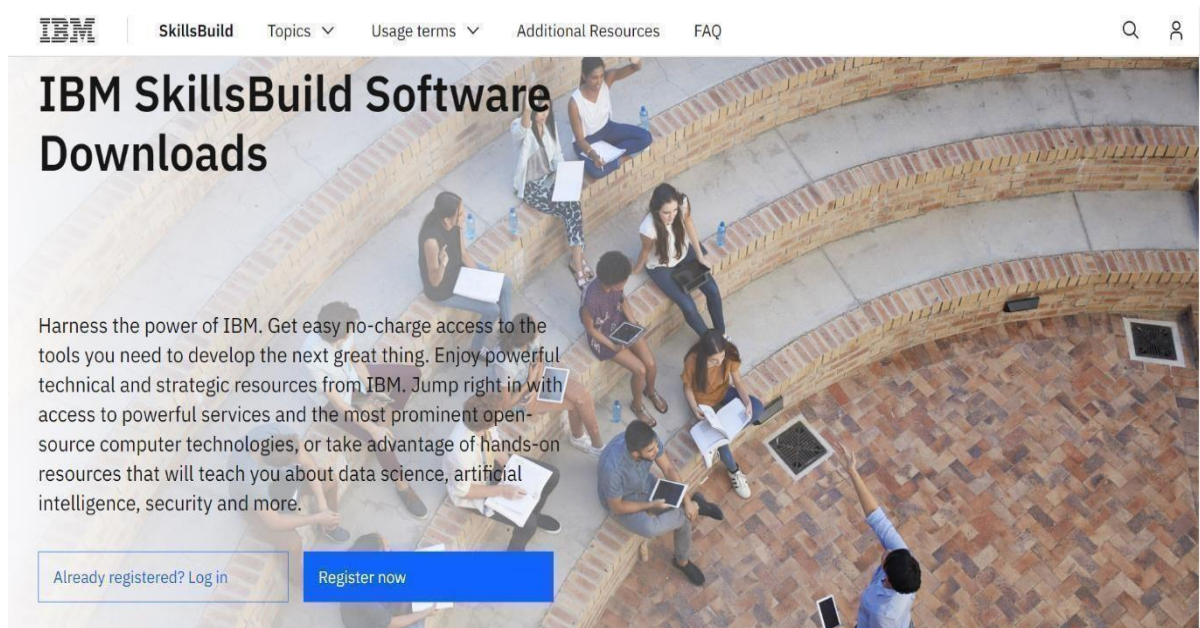 IBM SkillsBuild Topics Usage terms Additional Resources FAQ
IBM SkillsBuild Software
Downloads
Harness the power of IBM. Get easy no-charge access to the
tools you need to develop the next great thing. Enjoy powerful
technical and strategic resources from IBM. Jump right in with
access to powerful services and the most prominent open-
source computer technologies, or take advantage of hands-on
resources that will teach you about data science, artificial
intelligence, security and more.
Already registered? Log in Register now